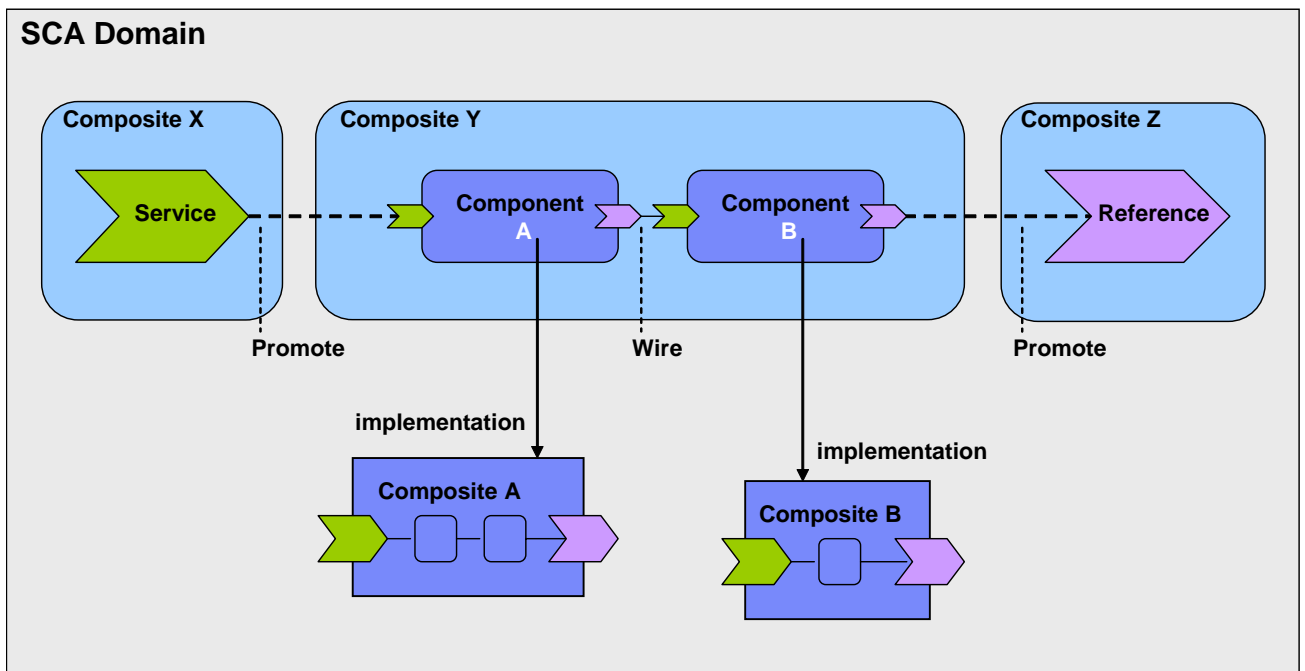 SCA Domain
Composite X
Composite Y
Composite Z
Service
Component
A
Component
B
Reference
Promote
Wire
Promote
implementation
implementation
Composite A
Composite B